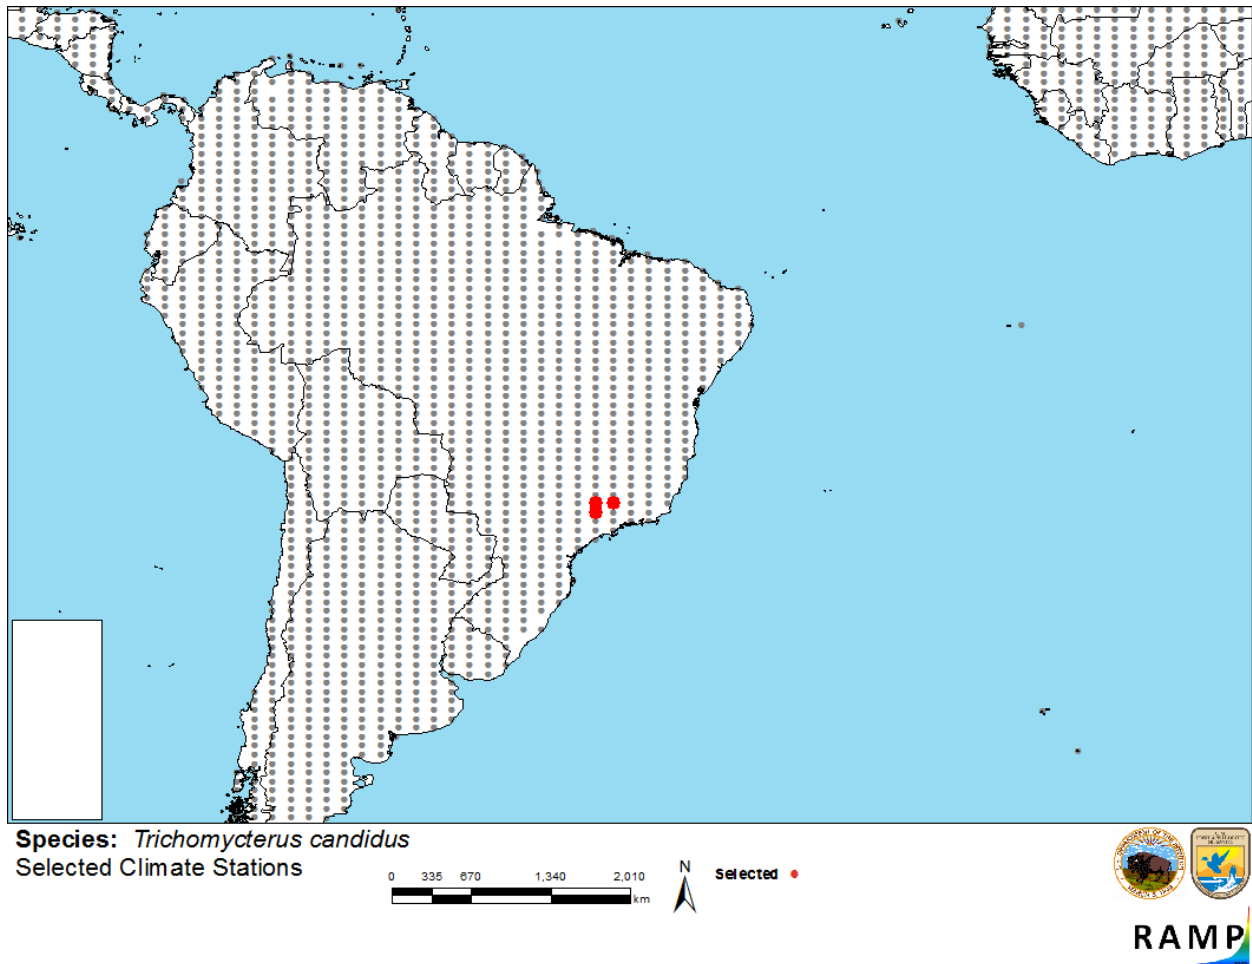 Species: Trichomycterus candidus
Selected Climate Stations
0 335 670 1,340 2,010
km
N
Selected
RAMP